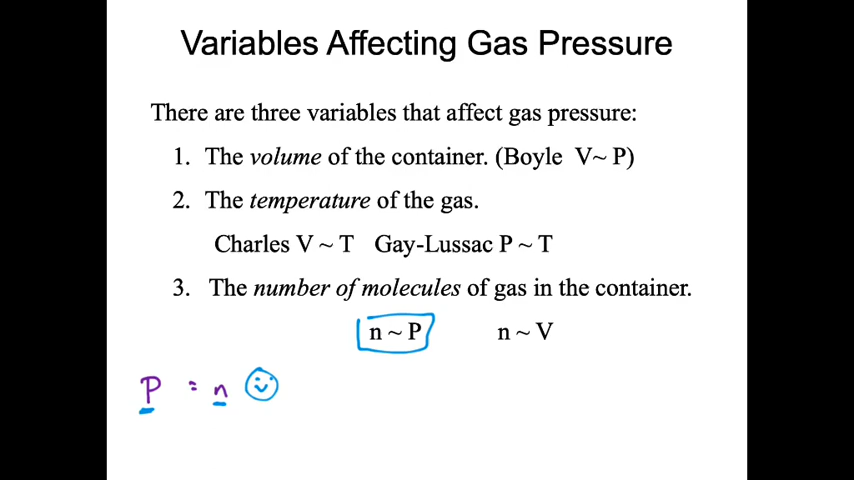 Variables Affecting Gas Pressure
There are three variables that affect gas pressure:
1. The volume of the container. (Boyle V~ P)
2. The temperature of the gas.
Charles V ~ T Gay-Lussac P ~ T
3. The number of molecules of gas in the container.
n ~ P n ~ V
P = n